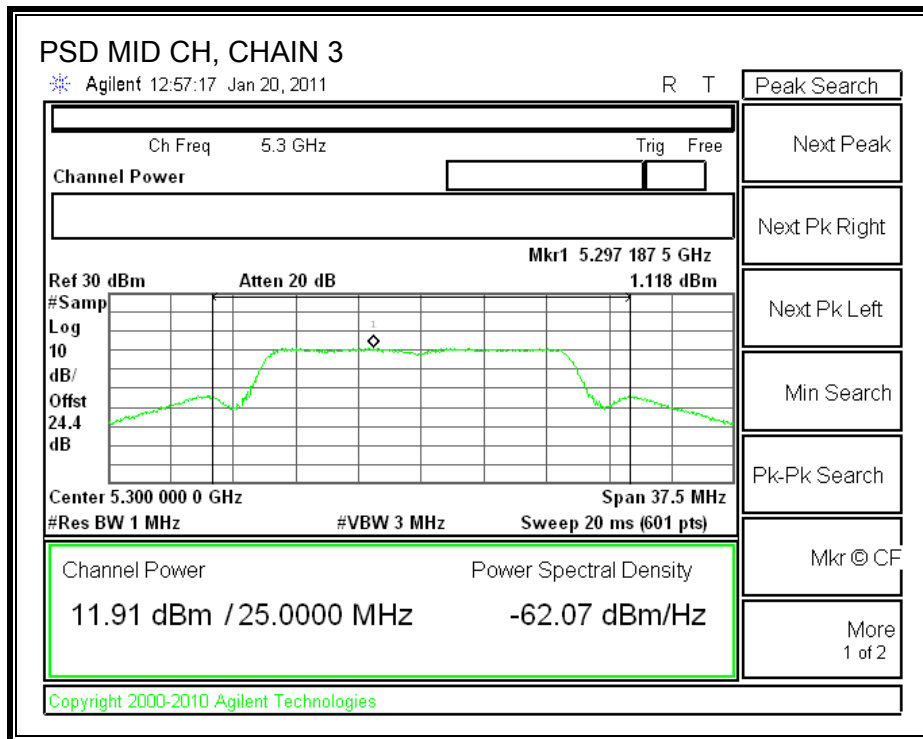 PSD MID CH, CHAIN 3
Agilent 12:57:17 Jan 20, 2011 R T Peak Search
Ch Freq 5.3 GHz Trig Free
Channel Power
Mkr1 5.297 187 5 GHz
Ref 30 dBm Atten 20 dB 1.118 dBm
#Samp
Log
10
dB/
Offst
24.4
dB
1
Center 5.300 000 0 GHz Span 37.5 MHz
#Res BW 1 MHz #VBW 3 MHz Sweep 20 ms (601 pts)
Channel Power Power Spectral Density
11.91 dBm / 25.0000 MHz -62.07 dBm/Hz
Next Peak
Next Pk Right
Next Pk Left
Min Search
Pk-Pk Search
Mkr © CF
More
1 of 2
Copyright 2000-2010 Agilent Technologies